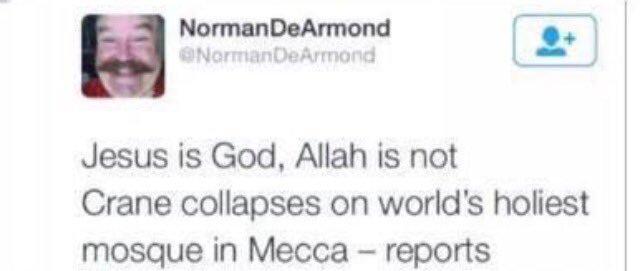 NormanDeArmond
@NormanDeArmond
Jesus is God, Allah is not
Crane collapses on world's holiest
mosque in Mecca – reports